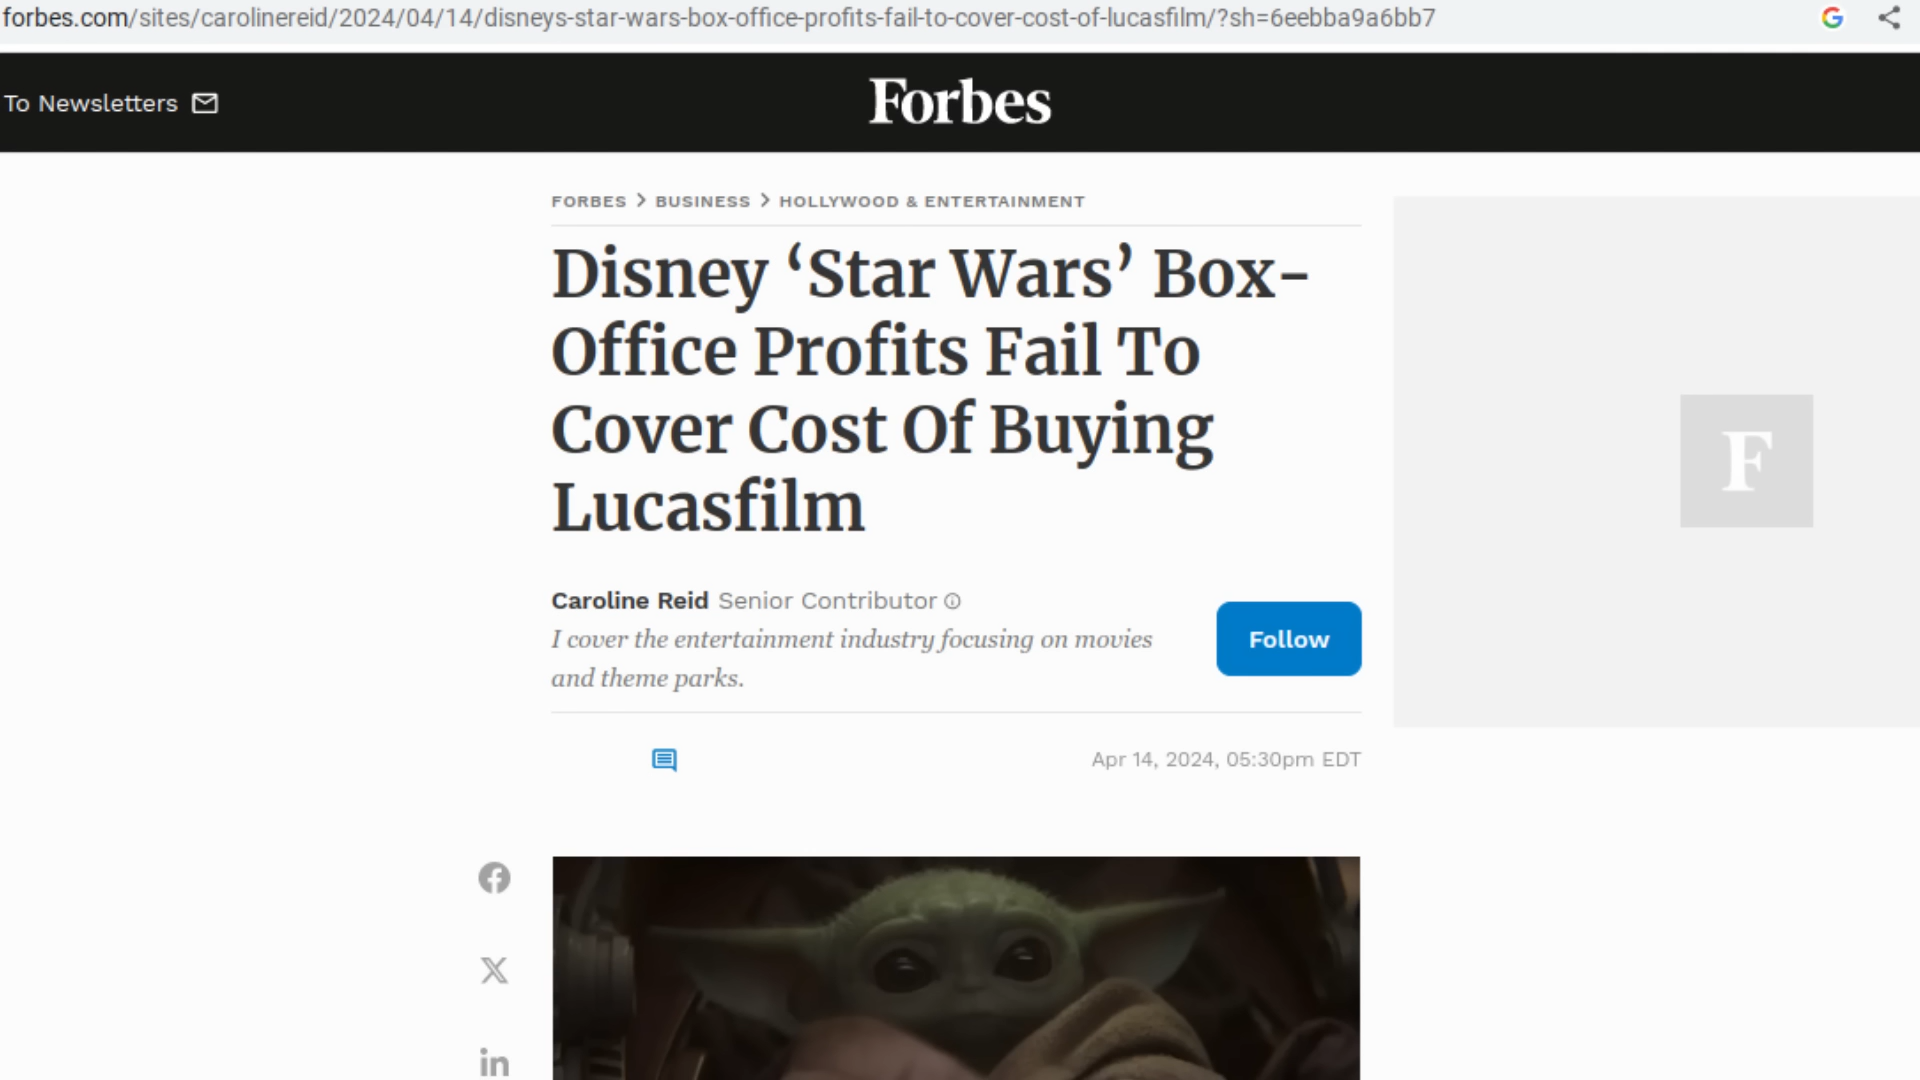 forbes.com/sites/carolinereid/2024/04/14/disneys-star-wars-box-office-profits-fail-to-cover-cost-of-lucasfilm/?sh=6eebba9a6bb7
To Newsletters
Forbes
FORBES > BUSINESS > HOLLYWOOD & ENTERTAINMENT
Disney ‘Star Wars’ Box-
Office Profits Fail To
Cover Cost Of Buying
Lucasfilm
F
Caroline Reid Senior Contributor
I cover the entertainment industry focusing on movies
and theme parks.
Follow
Apr 14, 2024, 05:30pm EDT